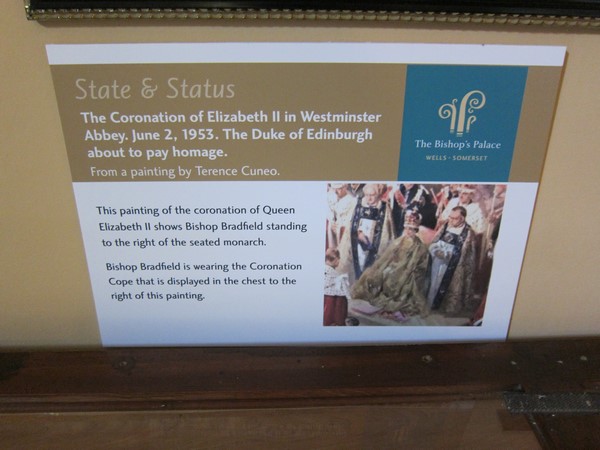 State & Status
The Coronation of Elizabeth II in Westminster
Abbey. June 2, 1953. The Duke of Edinburgh
about to pay homage.
From a painting by Terence Cuneo.
The Bishop's Palace
WELLS · SOMERSET
This painting of the coronation of Queen
Elizabeth II shows Bishop Bradfield standing
to the right of the seated monarch.
Bishop Bradfield is wearing the Coronation
Cope that is displayed in the chest to the
right of this painting.